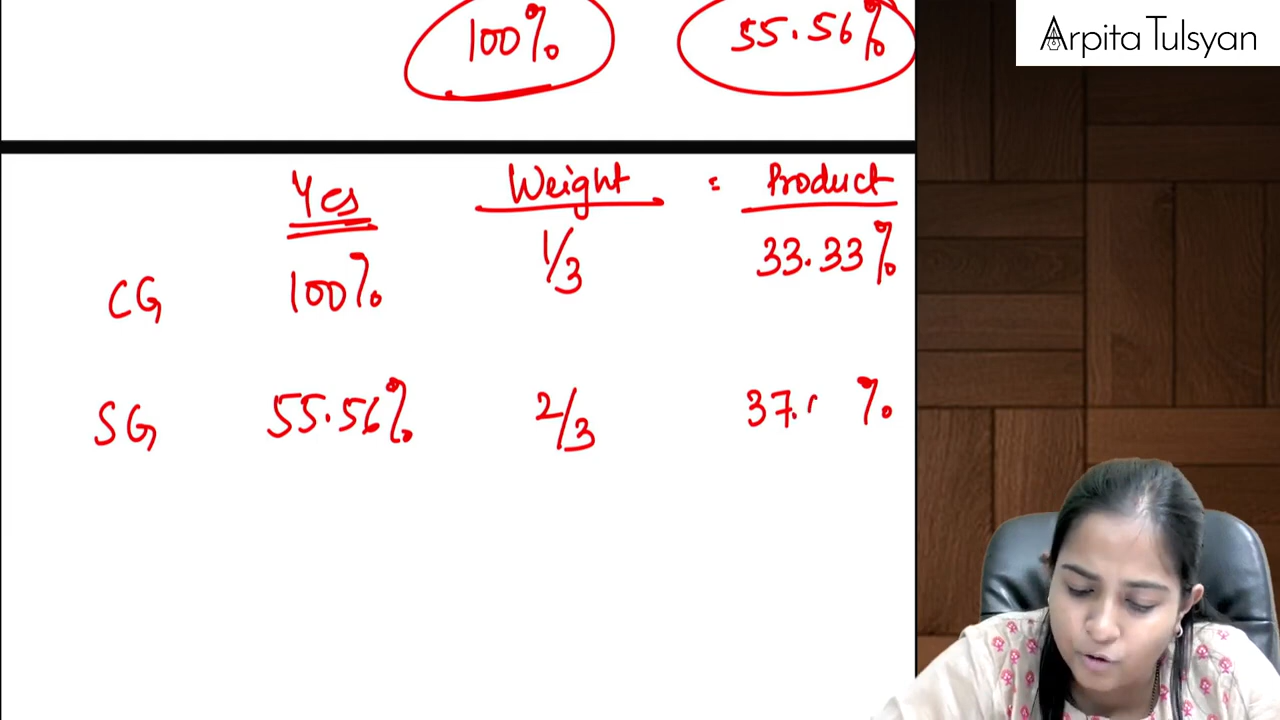 Arpita Tulsyan
100% 55.56%
Yes Weight = Product
CG 100% 1/3 33.33%
SG 55.56% 2/3 37. %